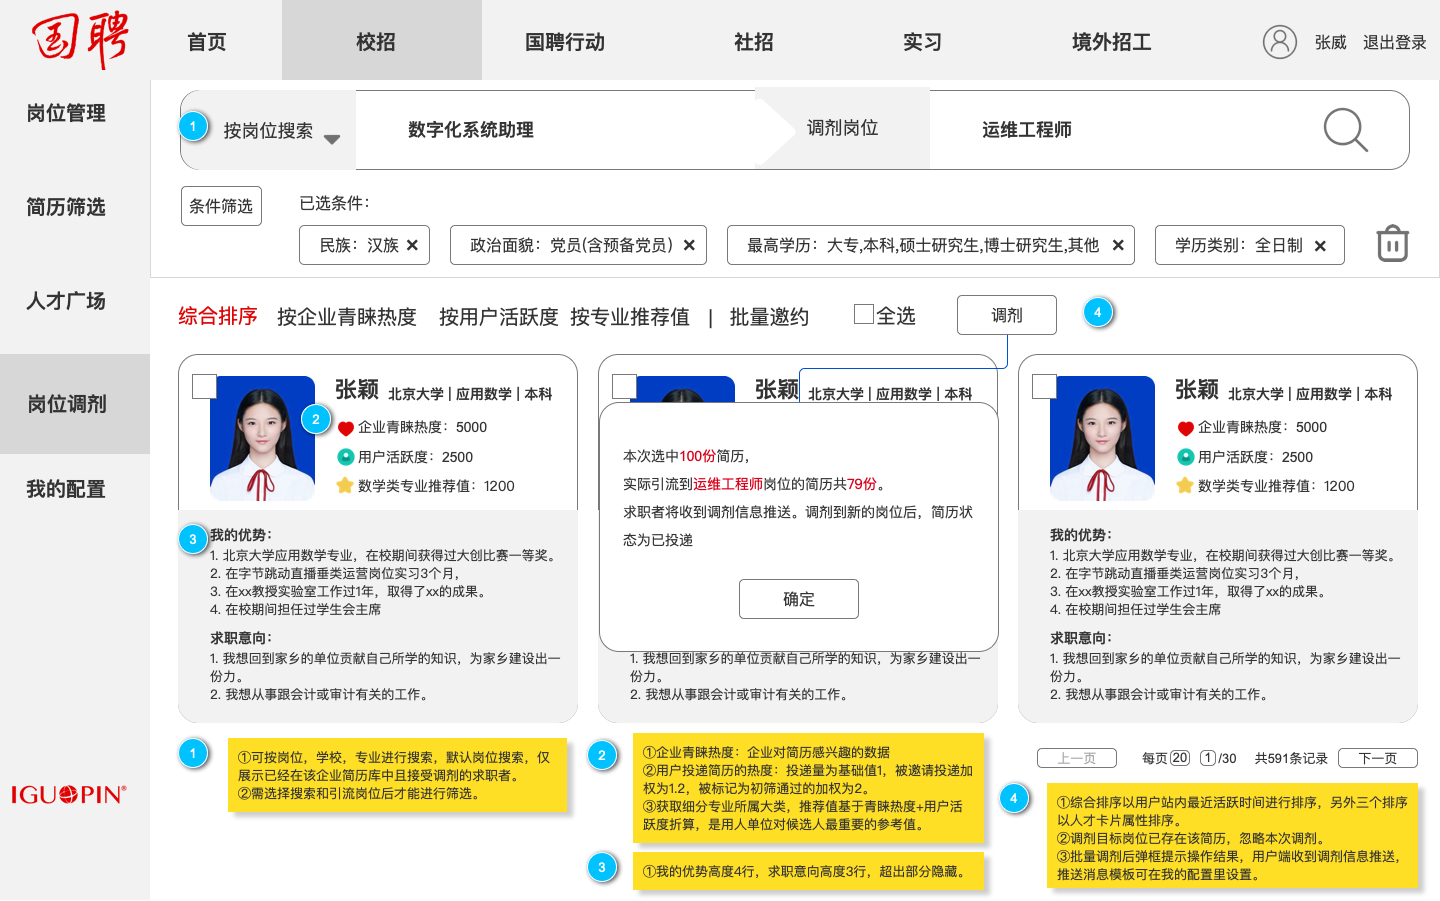 国聘
首页
校招
国聘行动
社招
实习
境外招工
张威
退出登录
岗位管理
简历筛选
人才广场
岗位调剂
我的配置
IGUOPIN®
1
按岗位搜索
数字化系统助理
调剂岗位
运维工程师
条件筛选
已选条件：
民族：汉族 ×
政治面貌：党员(含预备党员) ×
最高学历：大专,本科,硕士研究生,博士研究生,其他 ×
学历类别：全日制 ×
综合排序
按企业青睐热度
按用户活跃度
按专业推荐值
|
批量邀约
全选
调剂
4
张颖 北京大学 | 应用数学 | 本科
2
企业青睐热度：5000
用户活跃度：2500
数学类专业推荐值：1200
3
我的优势：
1. 北京大学应用数学专业，在校期间获得过大创比赛一等奖。
2. 在字节跳动直播垂类运营岗位实习3个月，
3. 在xx教授实验室工作过1年，取得了xx的成果。
4. 在校期间担任过学生会主席
求职意向：
1. 我想回到家乡的单位贡献自己所学的知识，为家乡建设出一
份力。
2. 我想从事跟会计或审计有关的工作。
张颖 北京大学 | 应用数学 | 本科
本次选中100份简历，
实际引流到运维工程师岗位的简历共79份。
求职者将收到调剂信息推送。调剂到新的岗位后，简历状
态为已投递
确定
1. 我想回到家乡的单位贡献自己所学的知识，为家乡建设出一
份力。
2. 我想从事跟会计或审计有关的工作。
张颖 北京大学 | 应用数学 | 本科
企业青睐热度：5000
用户活跃度：2500
数学类专业推荐值：1200
我的优势：
1. 北京大学应用数学专业，在校期间获得过大创比赛一等奖。
2. 在字节跳动直播垂类运营岗位实习3个月，
3. 在xx教授实验室工作过1年，取得了xx的成果。
4. 在校期间担任过学生会主席
求职意向：
1. 我想回到家乡的单位贡献自己所学的知识，为家乡建设出一
份力。
2. 我想从事跟会计或审计有关的工作。
1
①可按岗位，学校，专业进行搜索，默认岗位搜索，仅
展示已经在该企业简历库中且接受调剂的求职者。
②需选择搜索和引流岗位后才能进行筛选。
2
①企业青睐热度：企业对简历感兴趣的数据
②用户投递简历的热度：投递量为基础值1，被邀请投递加
权为1.2，被标记为初筛通过的加权为2。
③获取细分专业所属大类，推荐值基于青睐热度+用户活
跃度折算，是用人单位对候选人最重要的参考值。
3
①我的优势高度4行，求职意向高度3行，超出部分隐藏。
上一页
每页20
1/30
共591条记录
下一页
4
①综合排序以用户站内最近活跃时间进行排序，另外三个排序
以人才卡片属性排序。
②调剂目标岗位已存在该简历，忽略本次调剂。
③批量调剂后弹框提示操作结果，用户端收到调剂信息推送，
推送消息模板可在我的配置里设置。